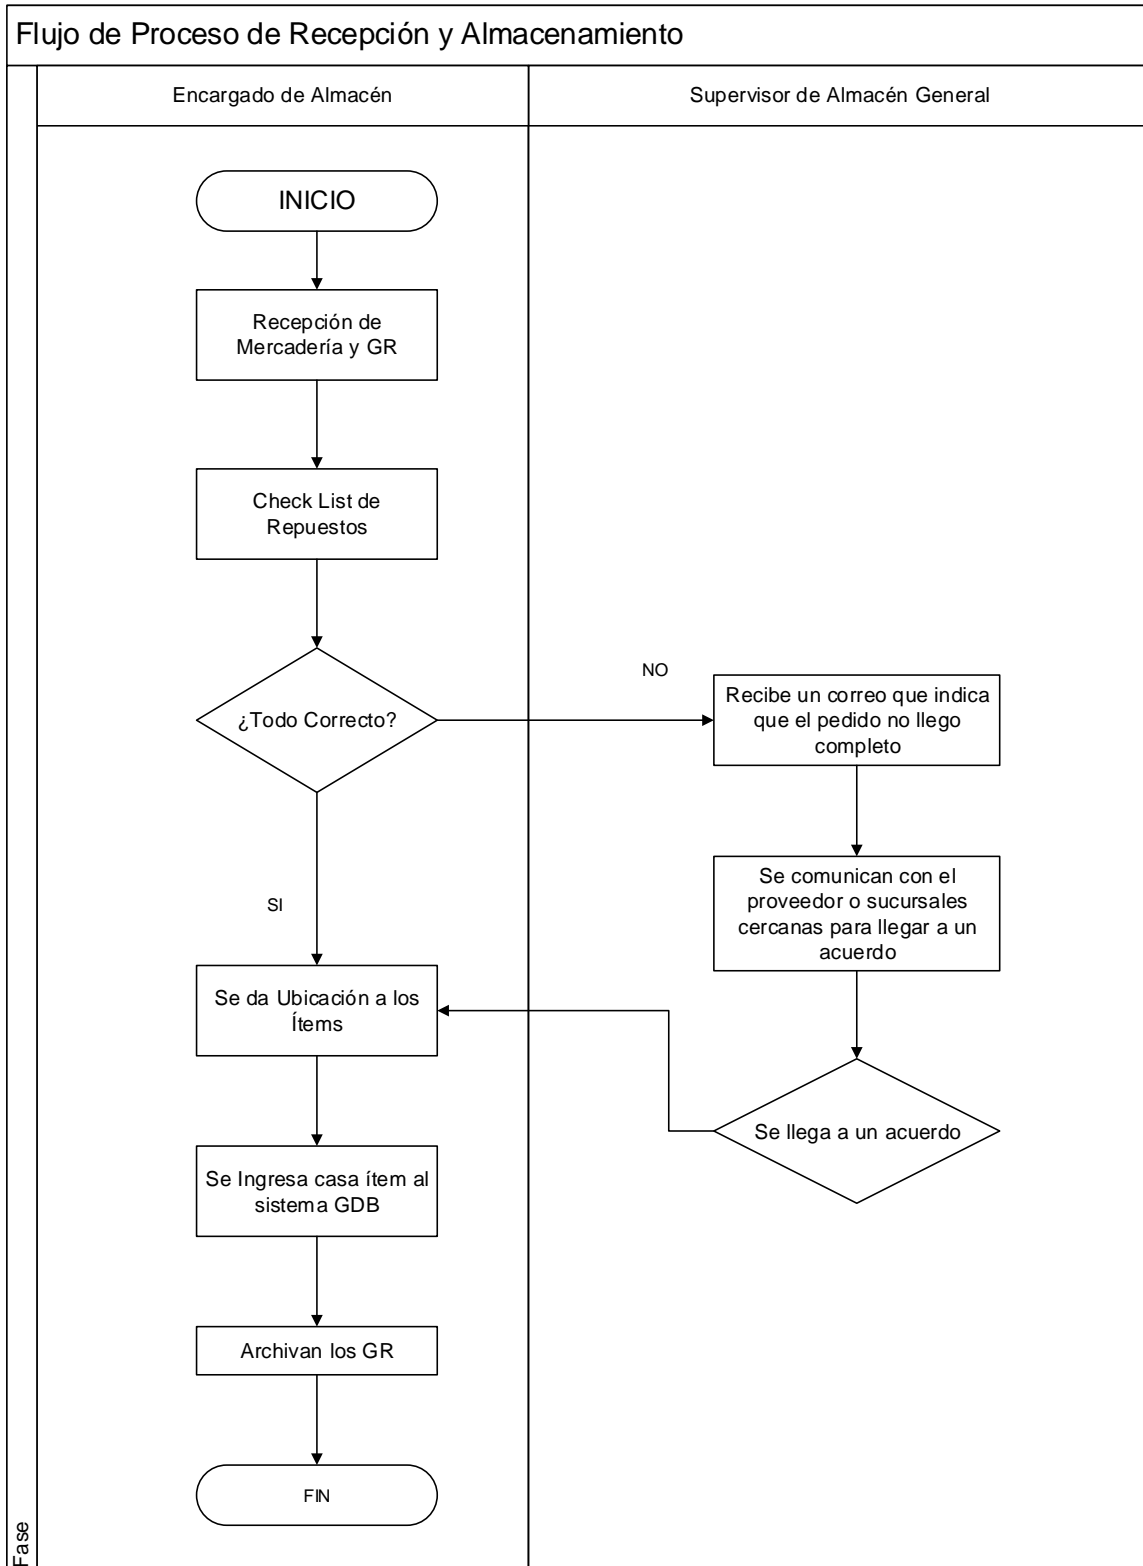 Flujo de Proceso de Recepción y Almacenamiento
Encargado de Almacén
Supervisor de Almacén General
INICIO
Recepción de
Mercadería y GR
Check List de
Repuestos
¿Todo Correcto?
NO
Recibe un correo que indica
que el pedido no llego
completo
Se comunican con el
proveedor o sucursales
cercanas para llegar a un
acuerdo
Se llega a un acuerdo
SI
Se da Ubicación a los
Ítems
Se Ingresa casa ítem al
sistema GDB
Archivan los GR
FIN
Fase